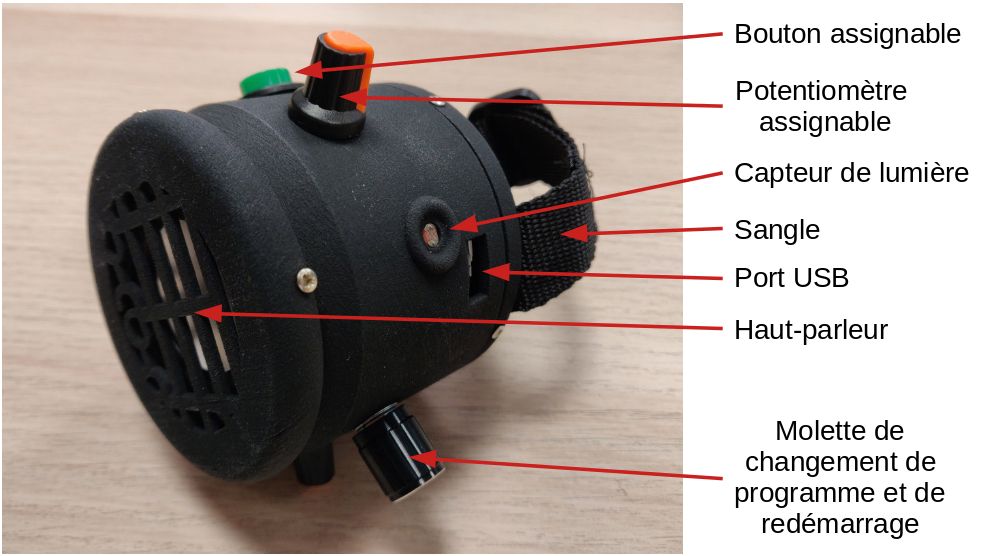 Bouton assignable
Potentiomètre
assignable
Capteur de lumière
Sangle
Port USB
Haut-parleur
Molette de
changement de
programme et de
redémarrage